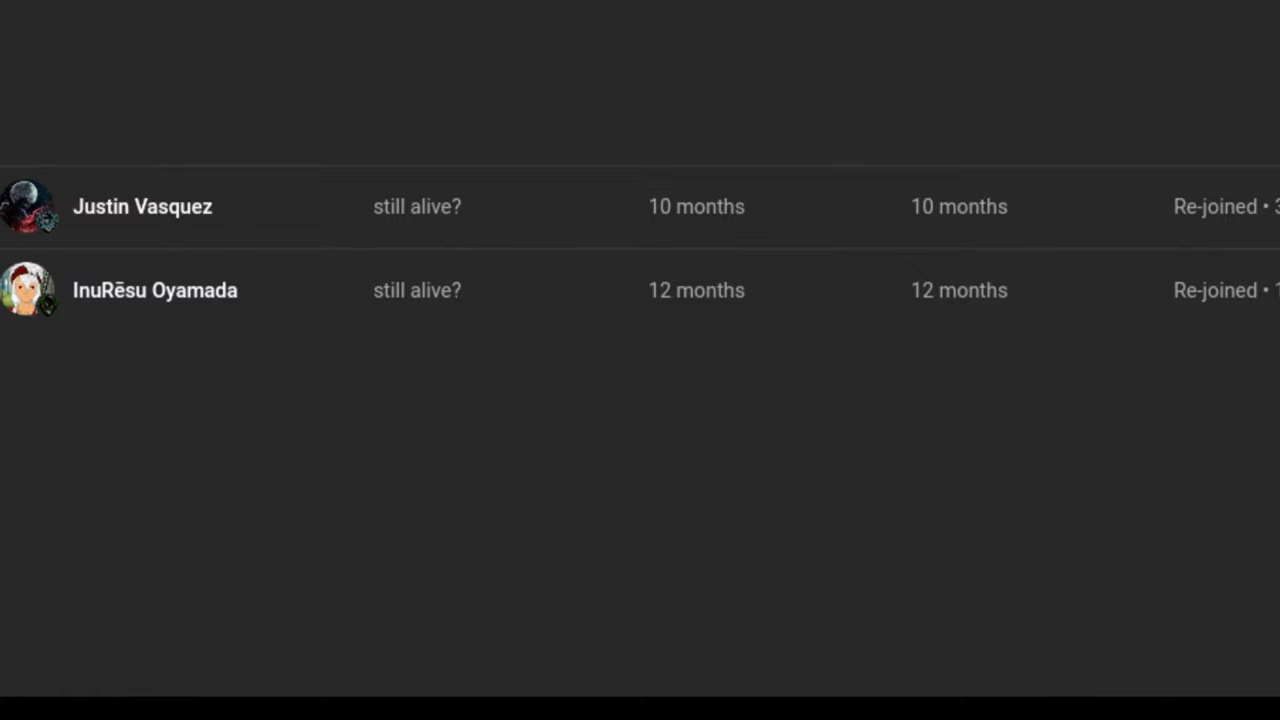 Justin Vasquez still alive? 10 months 10 months Re-joined •
InuRēsu Oyamada still alive? 12 months 12 months Re-joined •